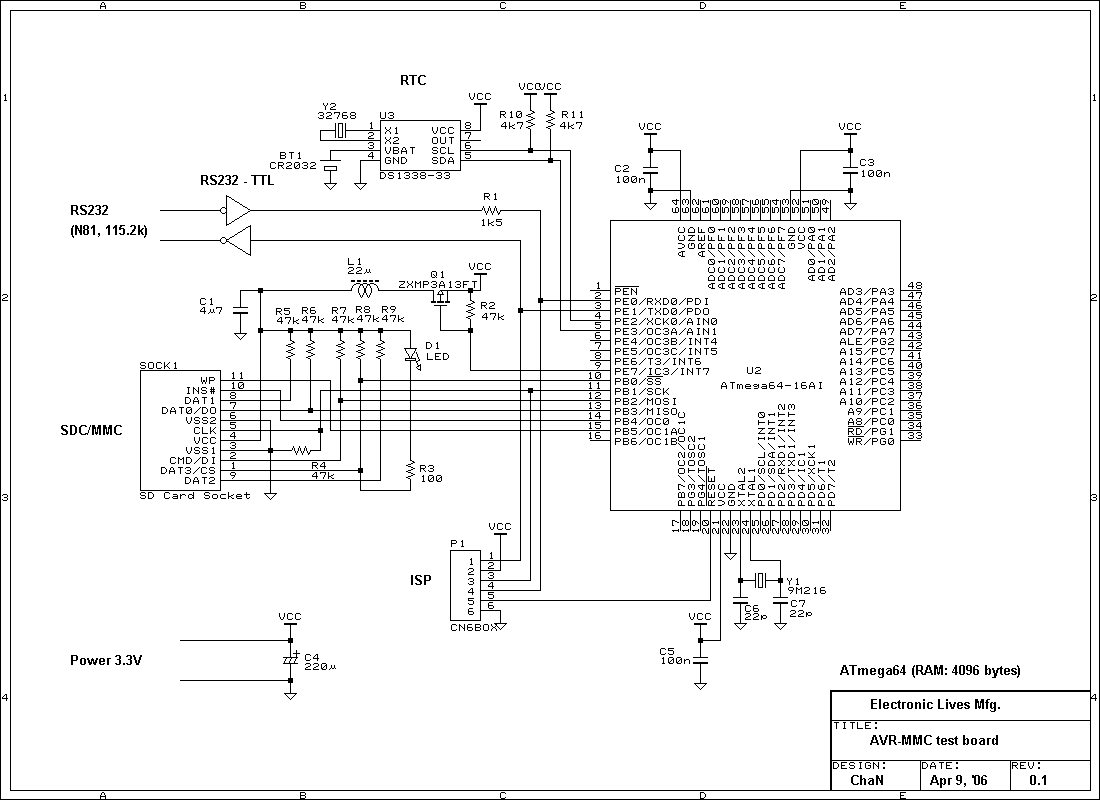 A B C D E
1 1
RTC
VCC VCC VCC
Y2
32768
U3
1 X1 VCC 8
2 X2 OUT 7
3 VBAT SCL 6
4 GND SDA 5
DS1338-33
BT1
CR2032
R10
4k7
R11
4k7
VCC
C2
100n
VCC
C3
100n
RS232 - TTL
RS232
(N81, 115.2k)
R1
1k5
64 63 62 61 60 59 58 57 56 55 54 53 52 51 50 49
AVCC GND AREF ADC0/PF0 ADC1/PF1 ADC2/PF2 ADC3/PF3 ADC4/PF4 ADC5/PF5 ADC6/PF6 ADC7/PF7 GND VCC AD0/PA0 AD1/PA1 AD2/PA2
2 2
L1
22μ
Q1
ZXMP3A13FT
VCC
C1
4μ7
R2
47k
R5
47k
R6
47k
R7
47k
R8
47k
R9
47k
D1
LED
1 PEN
2 PE0/RXD0/PDI
3 PE1/TXD0/PDO
4 PE2/XCK0/AIN0
5 PE3/OC3A/AIN1
6 PE4/OC3B/INT4
7 PE5/OC3C/INT5
8 PE6/T3/INT6
9 PE7/IC3/INT7
10 PB0/SS
11 PB1/SCK
12 PB2/MOSI
13 PB3/MISO
14 PB4/OC0
15 PB5/OC1A
16 PB6/OC1B
U2
ATmega64-16AI
AD3/PA3 48
AD4/PA4 47
AD5/PA5 46
AD6/PA6 45
AD7/PA7 44
ALE/PG2 43
A15/PC7 42
A14/PC6 41
A13/PC5 40
A12/PC4 39
A11/PC3 38
A10/PC2 37
A9/PC1 36
A8/PC0 35
RD/PG1 34
WR/PG0 33
SOCK1
WP 11
INS# 10
DAT1 8
DAT0/DO 7
VSS2 6
CLK 5
VCC 4
VSS1 3
CMD/DI 2
DAT3/CS 1
DAT2 9
SD Card Socket
SDC/MMC
R4
47k
R3
100
3 3
PB7/OC2/OC1C PG3/TOSC2 PG4/TOSC1 RESET VCC GND XTAL2 XTAL1 PD0/SCL/INT0 PD1/SDA/INT1 PD2/RXD1/INT2 PD3/TXD1/INT3 PD4/IC1 PD5/XCK1 PD6/T1 PD7/T2
17 18 19 20 21 22 23 24 25 26 27 28 29 30 31 32
VCC
P1
1 1
2 2
3 3
4 4
5 5
6 6
CN6BOX
ISP
Y1
9M216
C6
22p
C7
22p
VCC
C5
100n
VCC
C4
220μ
+
Power 3.3V
4 4
ATmega64 (RAM: 4096 bytes)
Electronic Lives Mfg.
TITLE:
AVR-MMC test board
DESIGN: DATE: REV:
ChaN Apr 9, '06 0.1
A B C D E